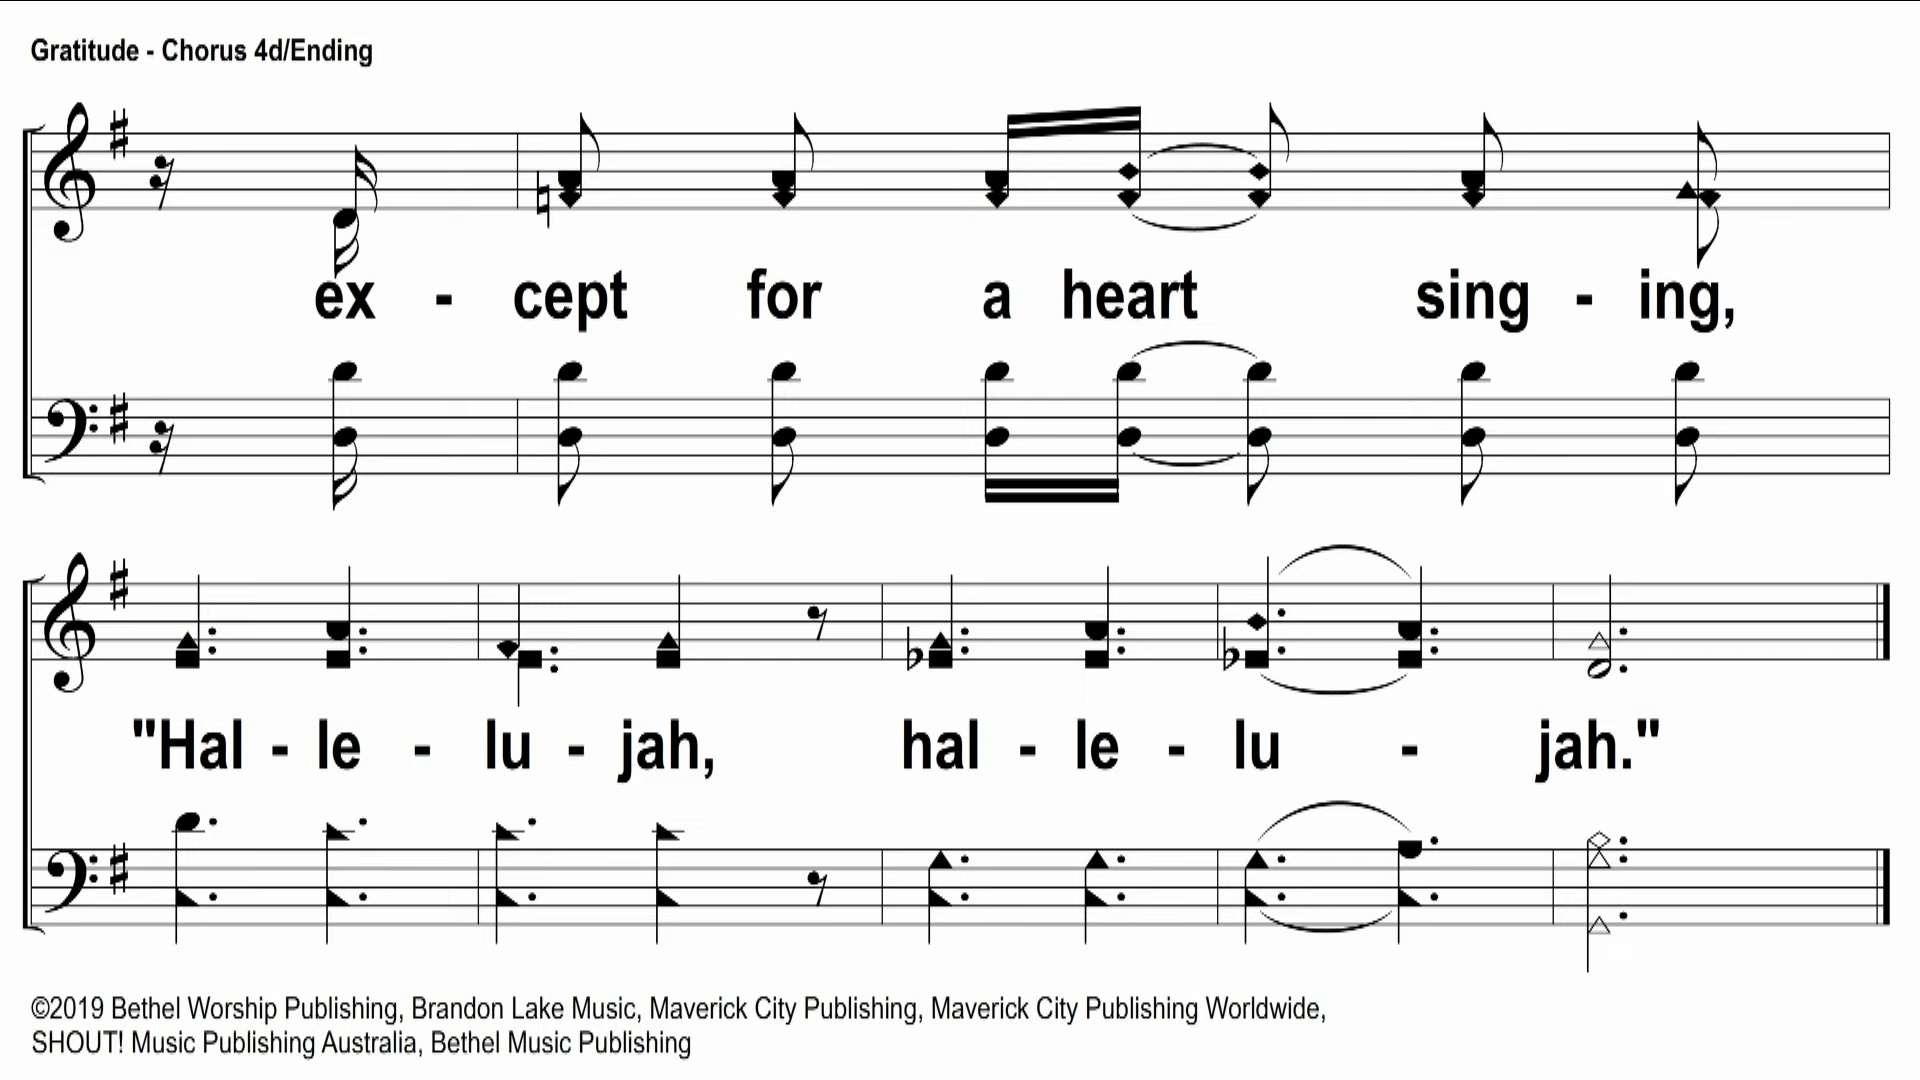 Gratitude - Chorus 4d/Ending
ex - cept for a heart sing - ing,
"Hal - le - lu - jah, hal - le - lu - jah."
©2019 Bethel Worship Publishing, Brandon Lake Music, Maverick City Publishing, Maverick City Publishing Worldwide,
SHOUT! Music Publishing Australia, Bethel Music Publishing